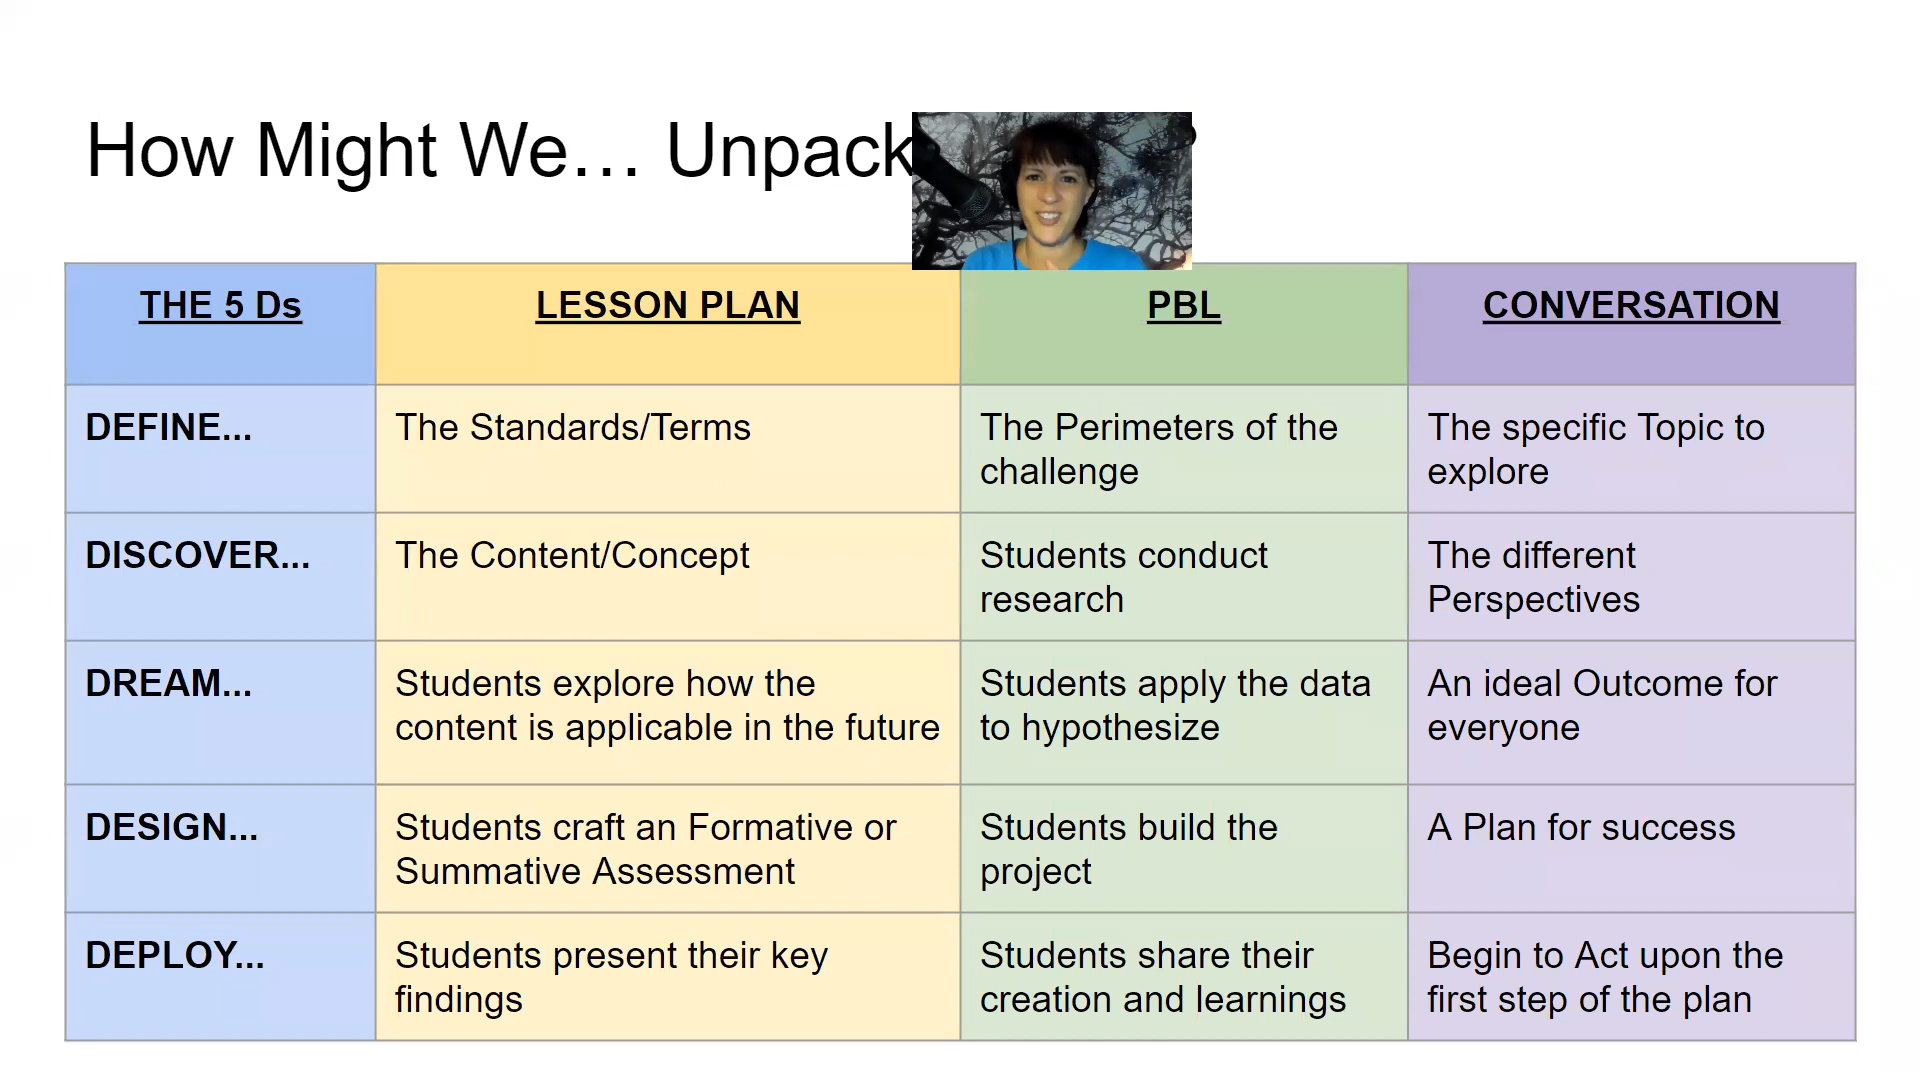 How Might We… Unpack
THE 5 Ds
LESSON PLAN
PBL
CONVERSATION
DEFINE...
The Standards/Terms
The Perimeters of the
challenge
The specific Topic to
explore
DISCOVER...
The Content/Concept
Students conduct
research
The different
Perspectives
DREAM...
Students explore how the
content is applicable in the future
Students apply the data
to hypothesize
An ideal Outcome for
everyone
DESIGN...
Students craft an Formative or
Summative Assessment
Students build the
project
A Plan for success
DEPLOY...
Students present their key
findings
Students share their
creation and learnings
Begin to Act upon the
first step of the plan